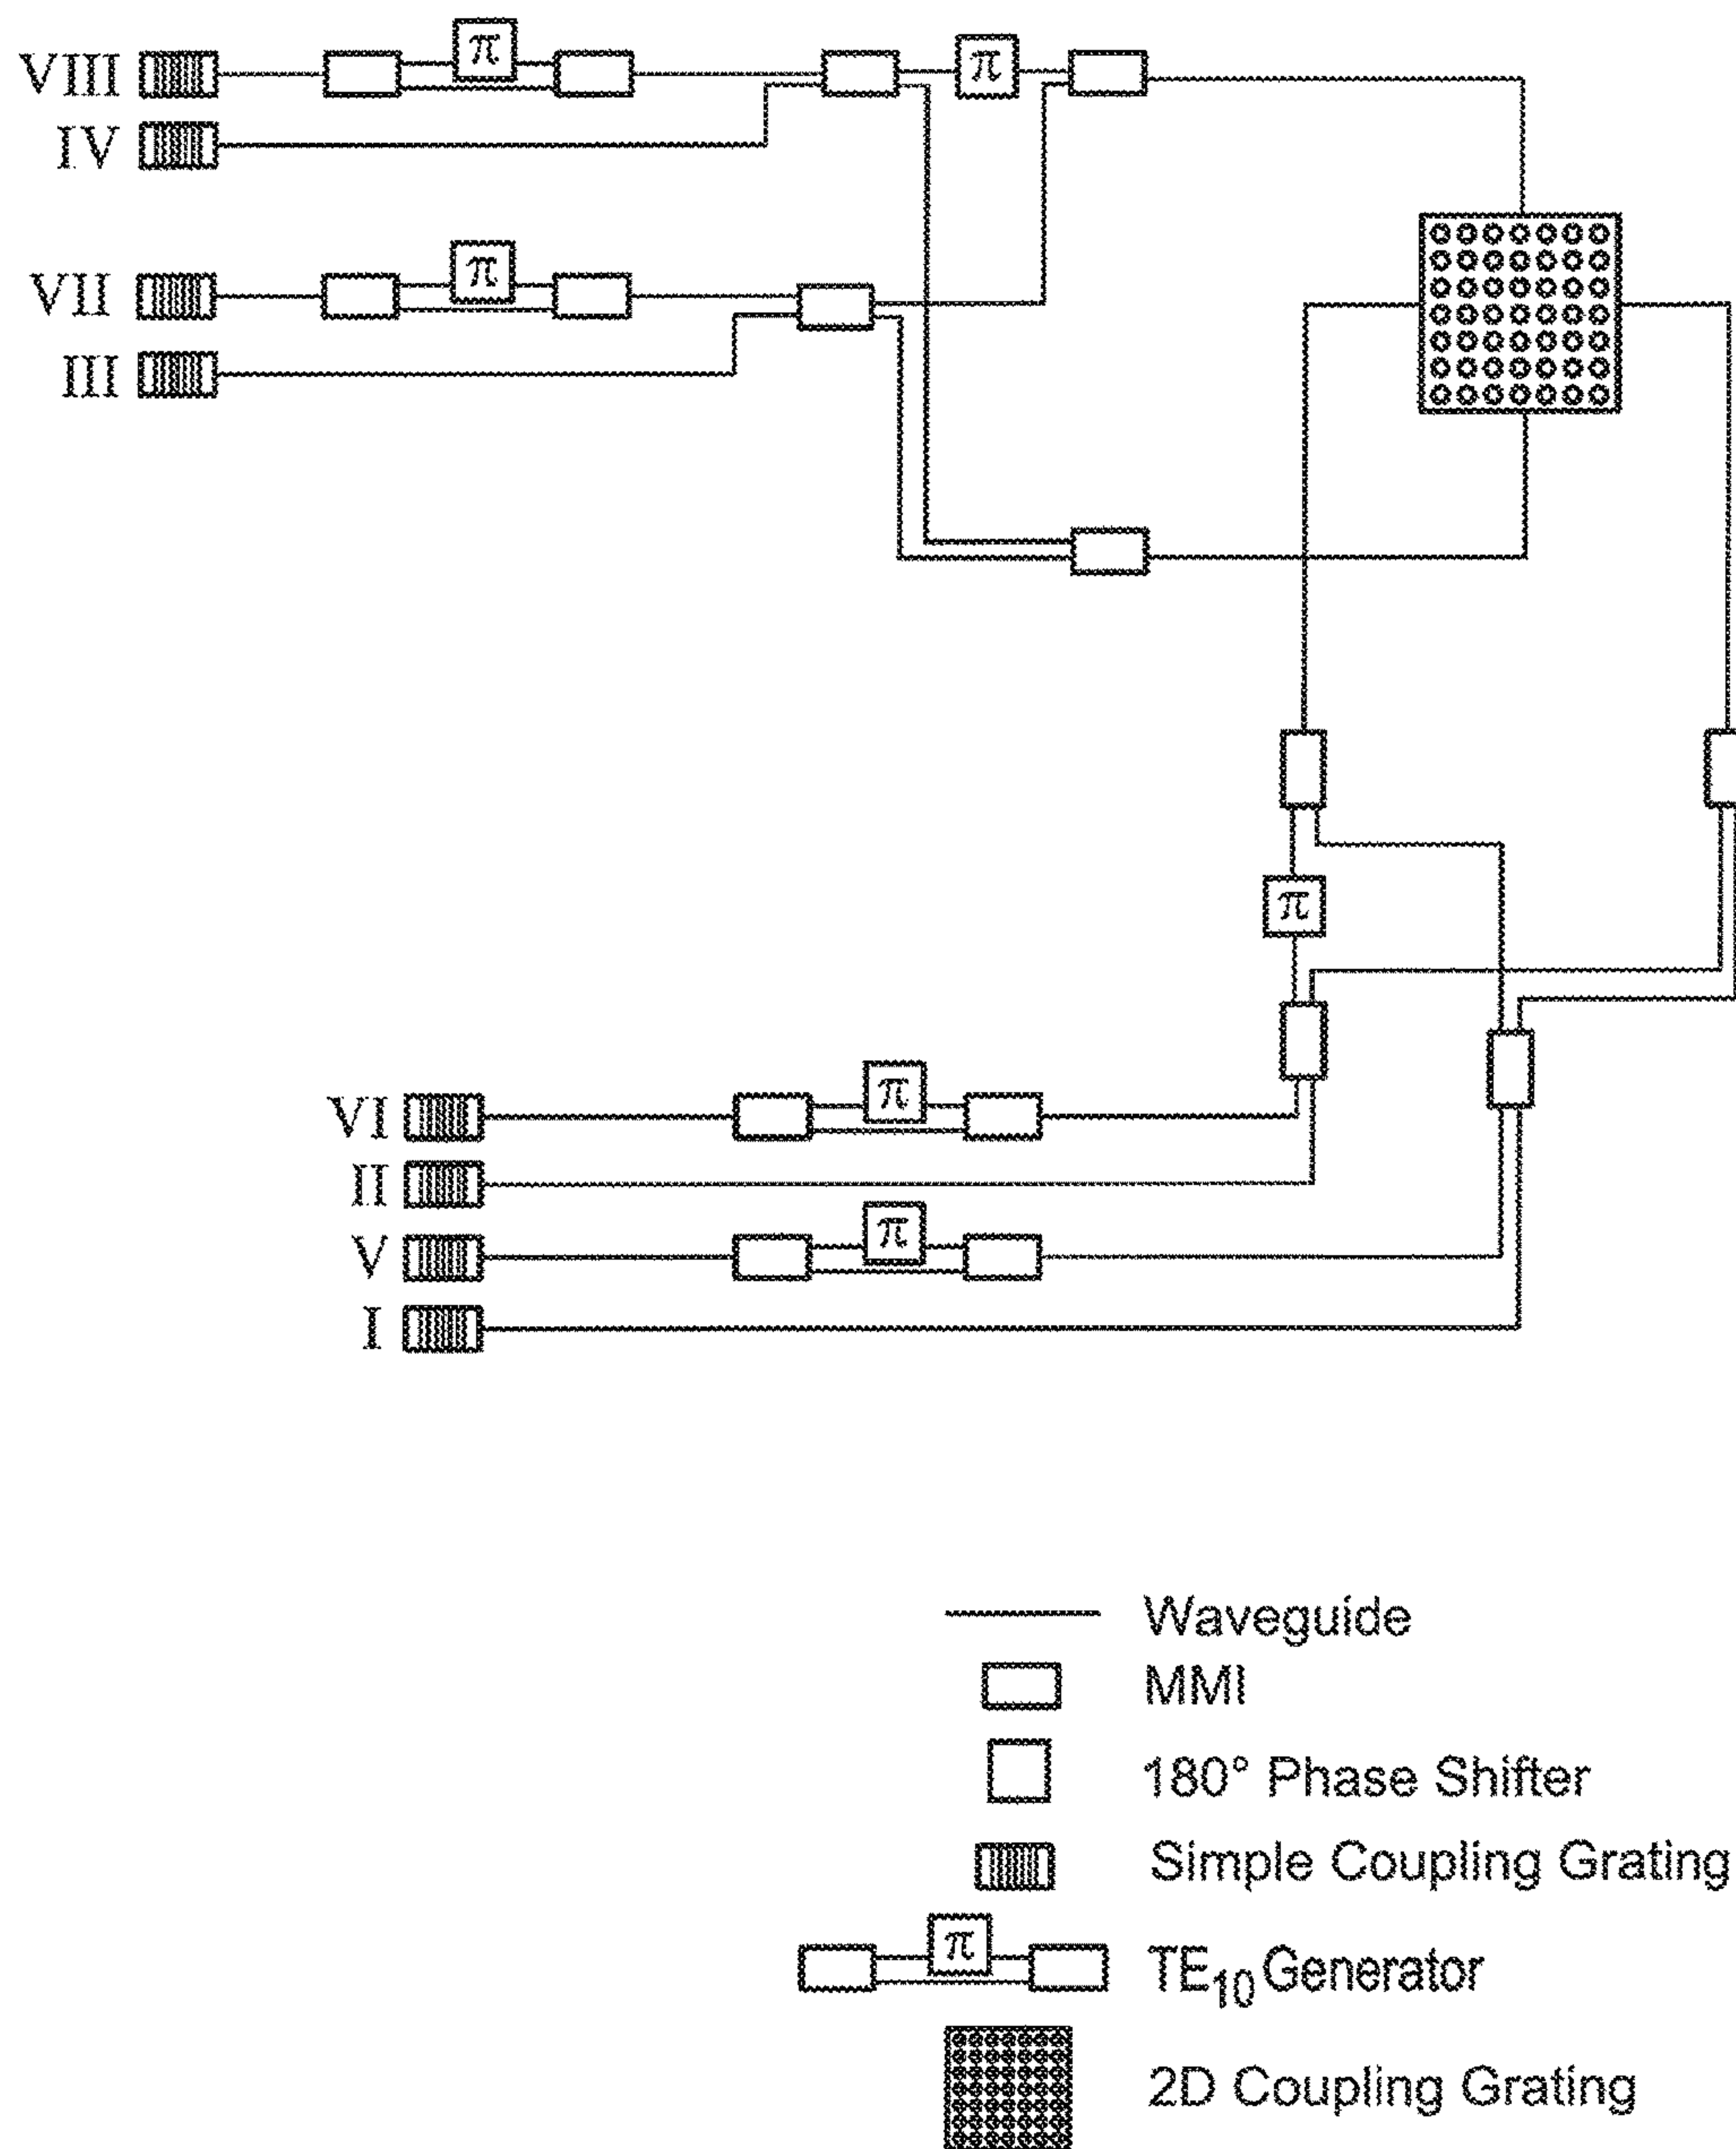 π
π
VIII
IV
π
VII
III
π
π
VI
II
π
V
I
Waveguide
MMI
180° Phase Shifter
Simple Coupling Grating
π
TE10 Generator
2D Coupling Grating